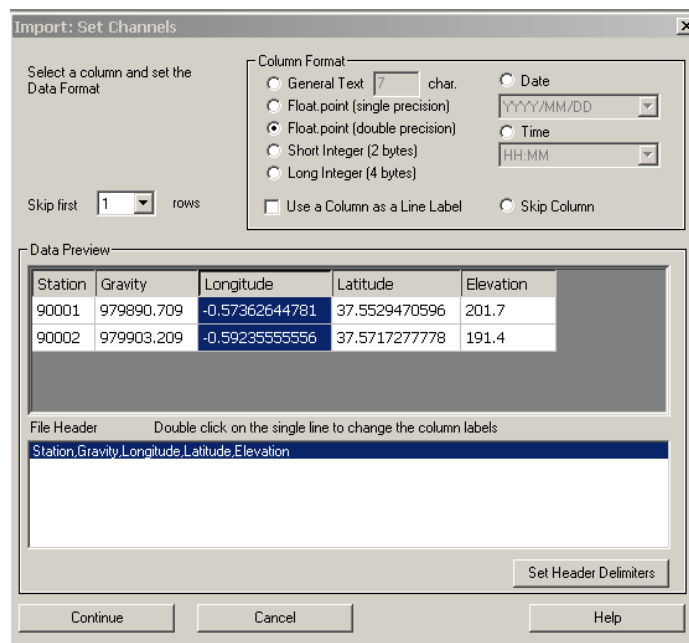 Import: Set Channels
Select a column and set the
Data Format
Column Format
General Text 7 char.
Float.point (single precision)
Float.point (double precision)
Short Integer (2 bytes)
Long Integer (4 bytes)
Use a Column as a Line Label
Date
YYYY/MM/DD
Time
HH:MM
Skip Column
Skip first 1 rows
Data Preview
Station Gravity Longitude Latitude Elevation
90001 979890.709 -0.57362644781 37.5529470596 201.7
90002 979903.209 -0.59235555556 37.5717277778 191.4
File Header Double click on the single line to change the column labels
Station,Gravity,Longitude,Latitude,Elevation
Set Header Delimiters
Continue Cancel Help